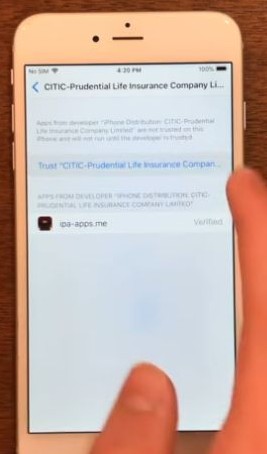 No SIM 4:35 PM 100%
CITIC-Prudential Life Insurance Company Li...
Apps from developer "iPhone Distribution: CITIC-Prudential
Life Insurance Company Limited" are not trusted on this
iPhone and will not run until the developer is trusted.
Trust "CITIC-Prudential Life Insurance Compan...
APPS FROM DEVELOPER "IPHONE DISTRIBUTION: CITIC-
PRUDENTIAL LIFE INSURANCE COMPANY LIMITED"
ipa-apps.me Verified